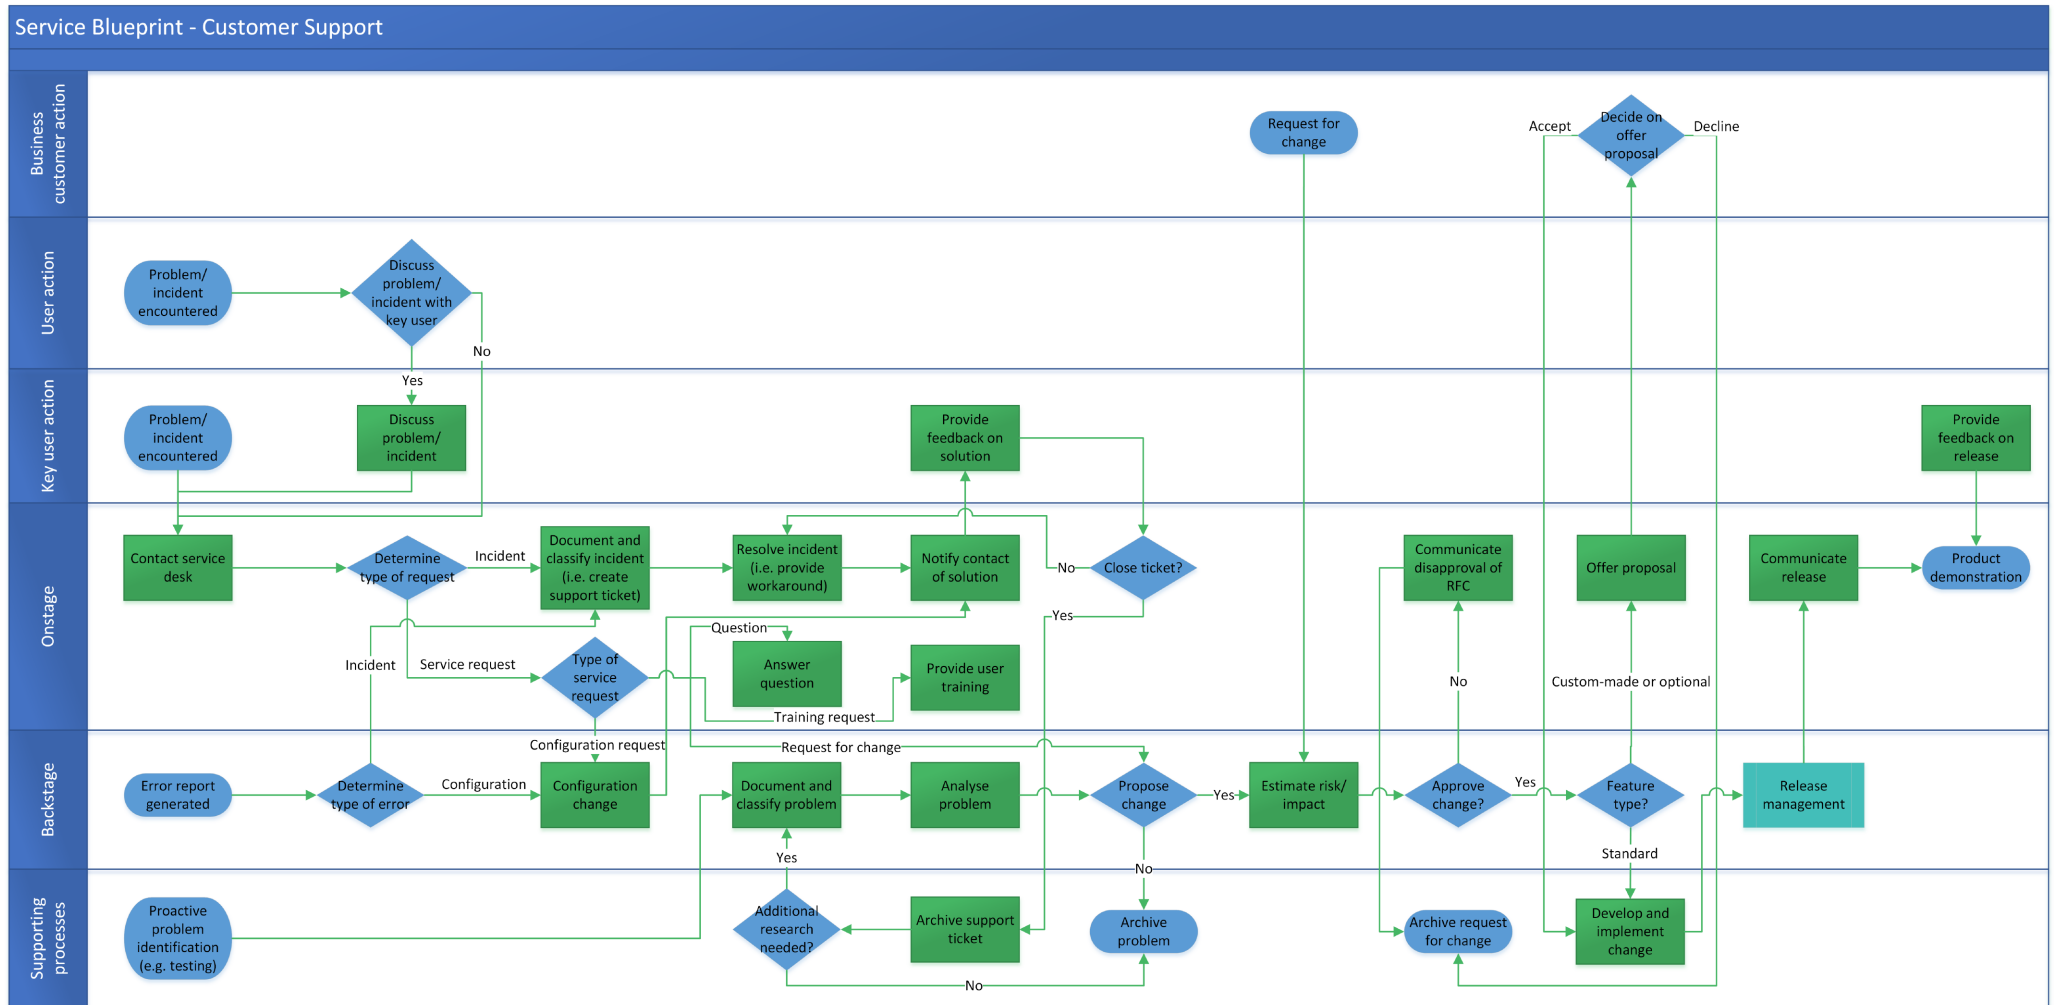 Service Blueprint - Customer Support
Business
customer action
Request for
change
Accept
Decide on
offer
proposal
Decline
User action
Problem/
incident
encountered
Discuss
problem/
incident with
key user
No
Yes
Key user action
Problem/
incident
encountered
Discuss
problem/
incident
Provide
feedback on
solution
Provide
feedback on
release
Onstage
Contact service
desk
Determine
type of request
Incident
Document and
classify incident
(i.e. create
support ticket)
Resolve incident
(i.e. provide
workaround)
Notify contact
of solution
No
Close ticket?
Yes
Communicate
disapproval of
RFC
Offer proposal
Communicate
release
Product
demonstration
Incident
Service request
Type of
service
request
Question
Answer
question
Provide user
training
Training request
No
Custom-made or optional
Backstage
Configuration request
Request for change
Error report
generated
Determine
type of error
Configuration
Configuration
change
Document and
classify problem
Analyse
problem
Propose
change
Yes
Estimate risk/
impact
Approve
change?
Yes
Feature
type?
Release
management
Yes
No
Standard
Supporting
processes
Proactive
problem
identification
(e.g. testing)
Additional
research
needed?
Archive support
ticket
Archive
problem
Archive request
for change
Develop and
implement
change
No